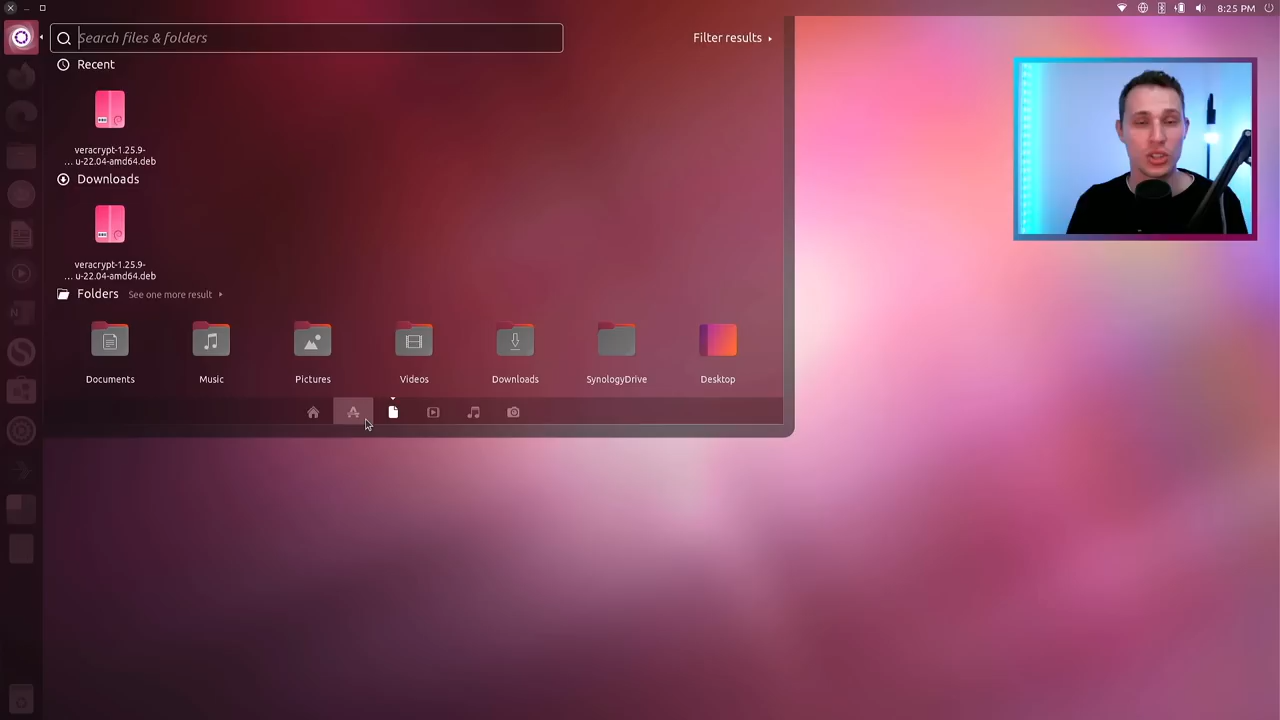 8:25 PM
Search files & folders
Filter results
Recent
veracrypt-1.25.9-
...u-22.04-amd64.deb
Downloads
veracrypt-1.25.9-
...u-22.04-amd64.deb
Folders See one more result
Documents Music Pictures Videos Downloads SynologyDrive Desktop